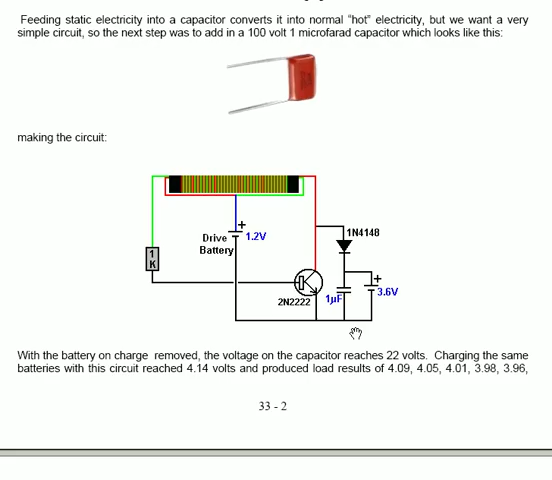 Feeding static electricity into a capacitor converts it into normal "hot" electricity, but we want a very
simple circuit, so the next step was to add in a 100 volt 1 microfarad capacitor which looks like this:
making the circuit:
1N4148
+
Drive 1.2V
Battery
1
K
+
2N2222 1µF 3.6V
With the battery on charge removed, the voltage on the capacitor reaches 22 volts. Charging the same
batteries with this circuit reached 4.14 volts and produced load results of 4.09, 4.05, 4.01, 3.98, 3.96,
33 - 2